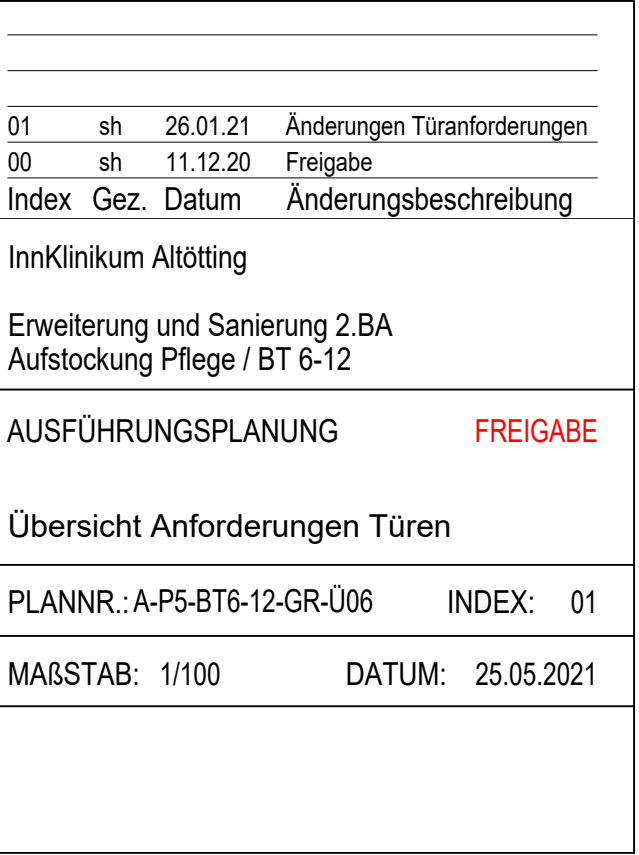 01 sh 26.01.21 Änderungen Türanforderungen
00 sh 11.12.20 Freigabe
Index Gez. Datum Änderungsbeschreibung
InnKlinikum Altötting
Erweiterung und Sanierung 2.BA
Aufstockung Pflege / BT 6-12
AUSFÜHRUNGSPLANUNG FREIGABE
Übersicht Anforderungen Türen
PLANNR.: A-P5-BT6-12-GR-Ü06 INDEX: 01
MAßSTAB: 1/100 DATUM: 25.05.2021